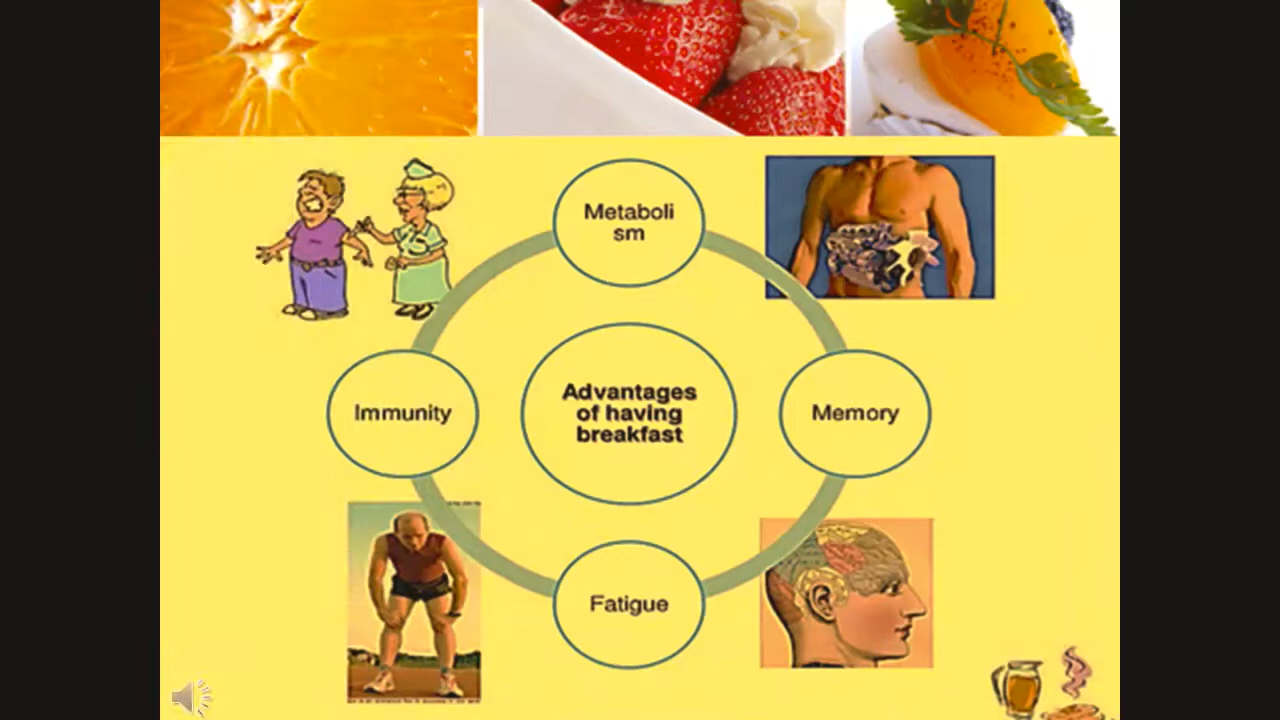 Metaboli
sm
Immunity
Advantages
of having
breakfast
Memory
Fatigue